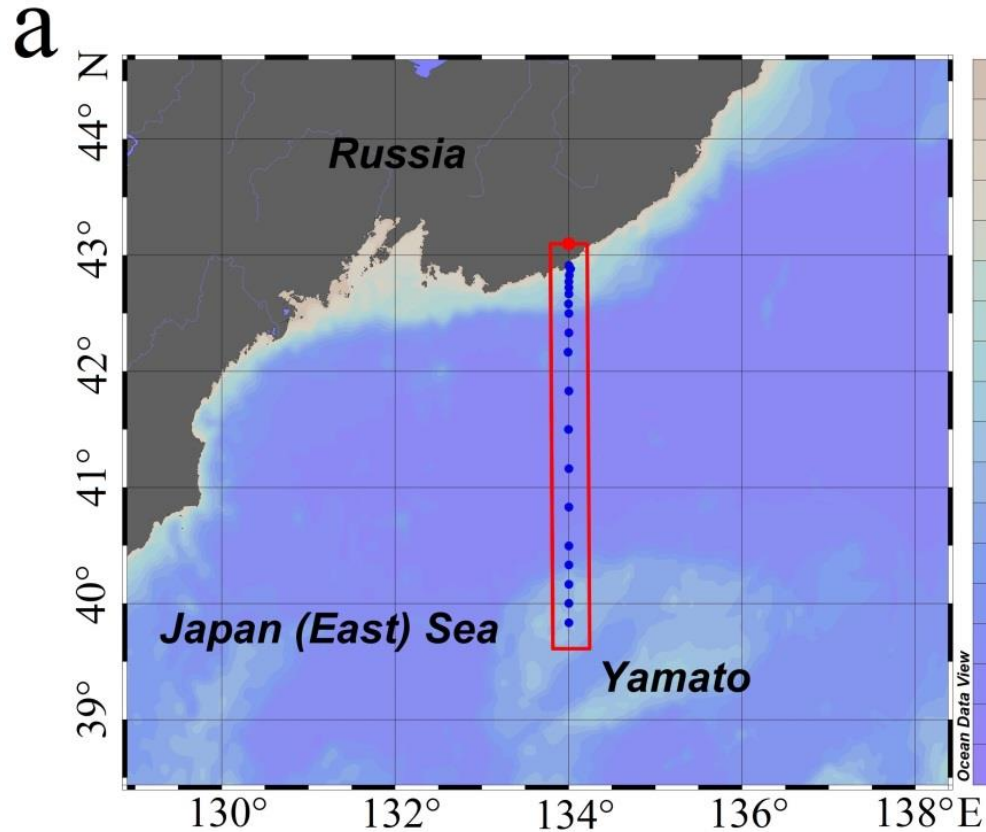 a
N
44°
43°
42°
41°
40°
39°
Russia
Japan (East) Sea
Yamato
Ocean Data View
130°
132°
134°
136°
138°E